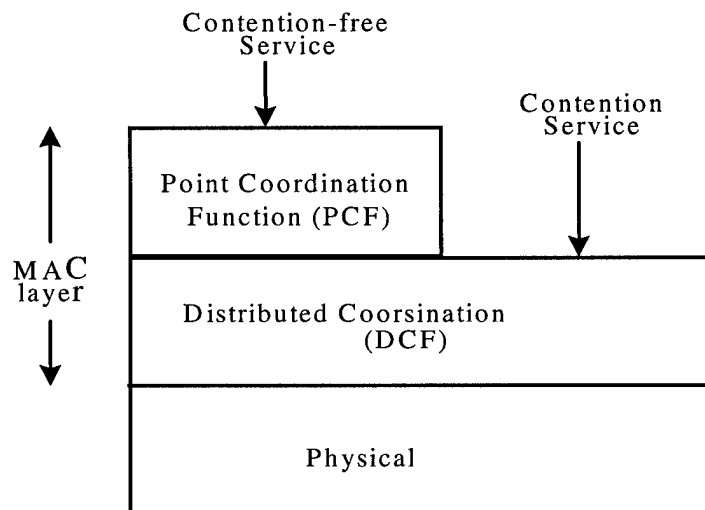 Contention-free
Service
Contention
Service
Point Coordination
Function (PCF)
MAC
layer
Distributed Coorsination
(DCF)
Physical